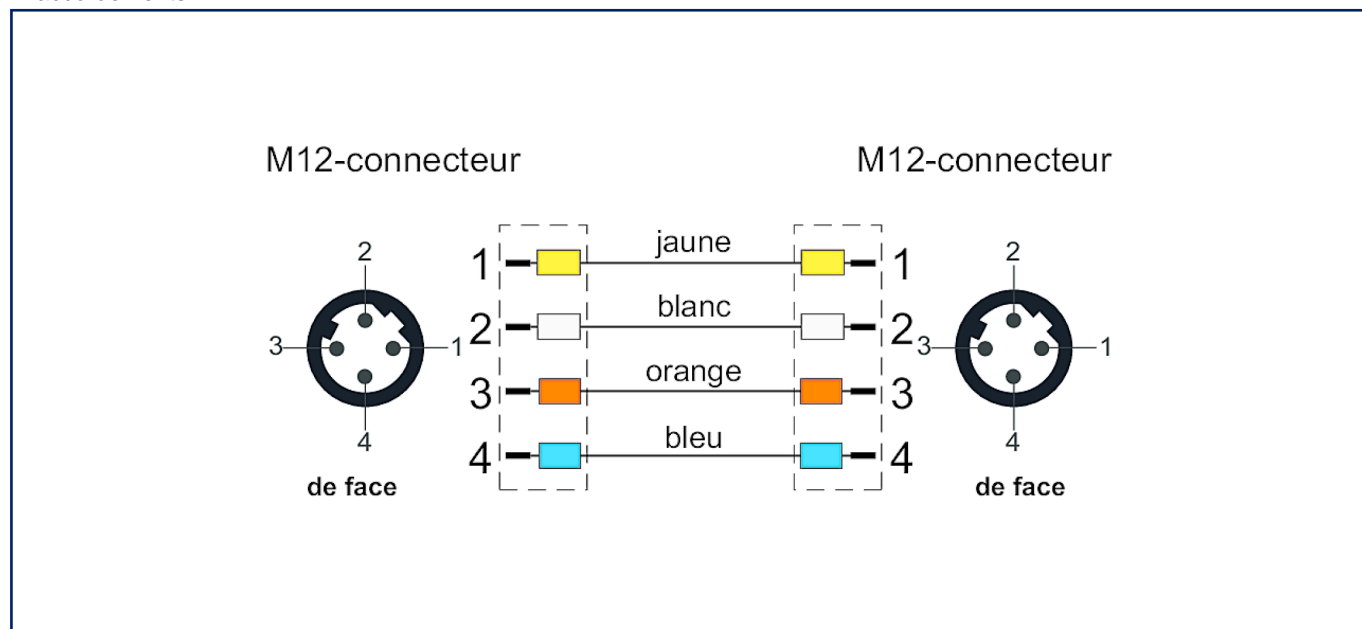 M12-connecteur M12-connecteur
jaune
2 1 1 2
blanc
3 1 2 2 3 1
orange
3 3
4 bleu 4
4 4
de face de face